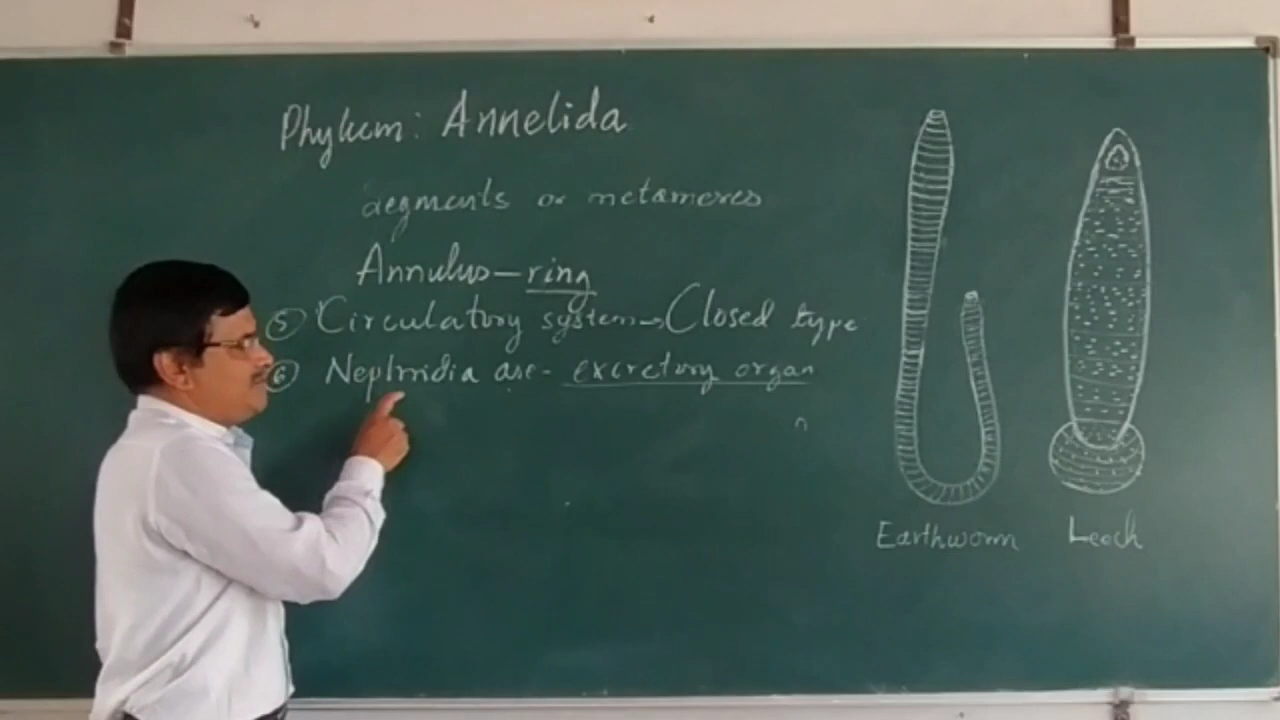 Phylum: Annelida
segments or metameres
Annulus - ring
⑤ Circulatory system → Closed type
⑥ Nephridia are - excretory organ
Earthworm
Leech